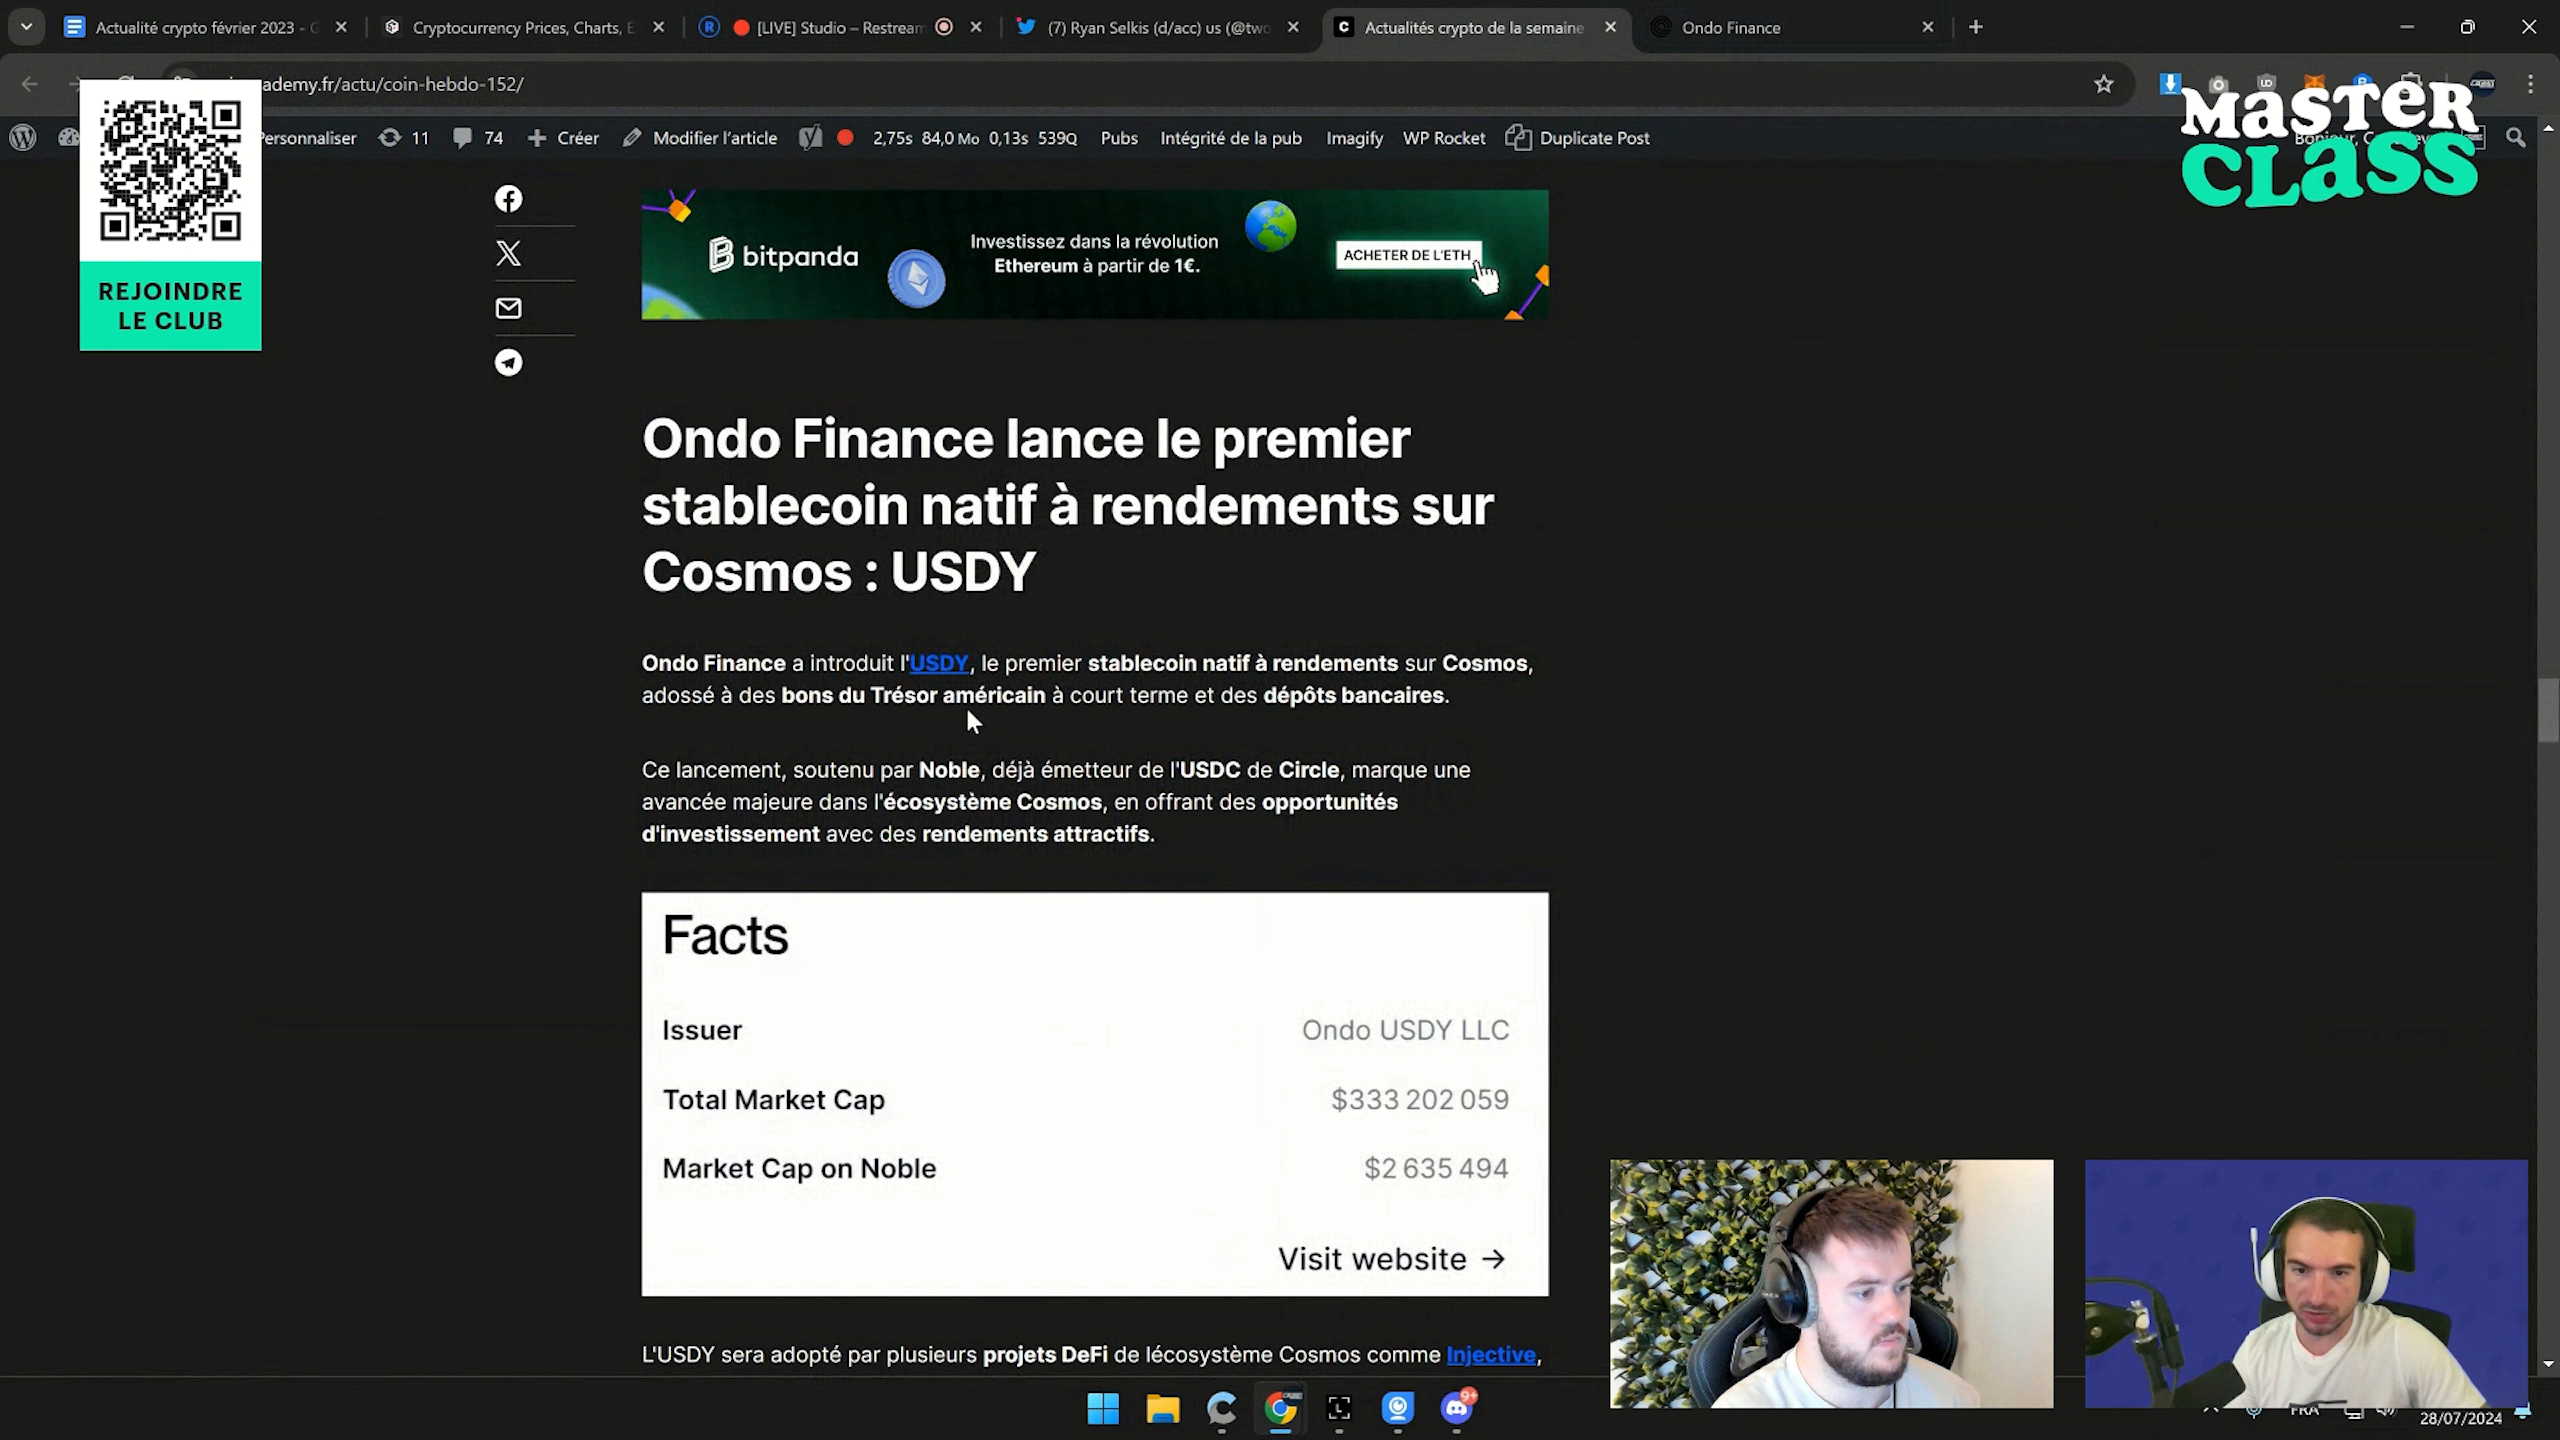 Actualité crypto février 2023 - G
Cryptocurrency Prices, Charts, E
[LIVE] Studio – Restream
(7) Ryan Selkis (d/acc) us (@two
Actualités crypto de la semaine
Ondo Finance
ademy.fr/actu/coin-hebdo-152/
Personnaliser
11
74
Créer
Modifier l'article
2,75s 84,0 Mo 0,13s 539Q
Pubs
Intégrité de la pub
Imagify
WP Rocket
Duplicate Post
MASTER
CLASS
REJOINDRE
LE CLUB
bitpanda
Investissez dans la révolution
Ethereum à partir de 1€.
ACHETER DE L'ETH
Ondo Finance lance le premier
stablecoin natif à rendements sur
Cosmos : USDY
Ondo Finance a introduit l'USDY, le premier stablecoin natif à rendements sur Cosmos,
adossé à des bons du Trésor américain à court terme et des dépôts bancaires.
Ce lancement, soutenu par Noble, déjà émetteur de l'USDC de Circle, marque une
avancée majeure dans l'écosystème Cosmos, en offrant des opportunités
d'investissement avec des rendements attractifs.
Facts
Issuer Ondo USDY LLC
Total Market Cap $333 202 059
Market Cap on Noble $2 635 494
Visit website →
L'USDY sera adopté par plusieurs projets DeFi de lécosystème Cosmos comme Injective,
9+
FRA
28/07/2024